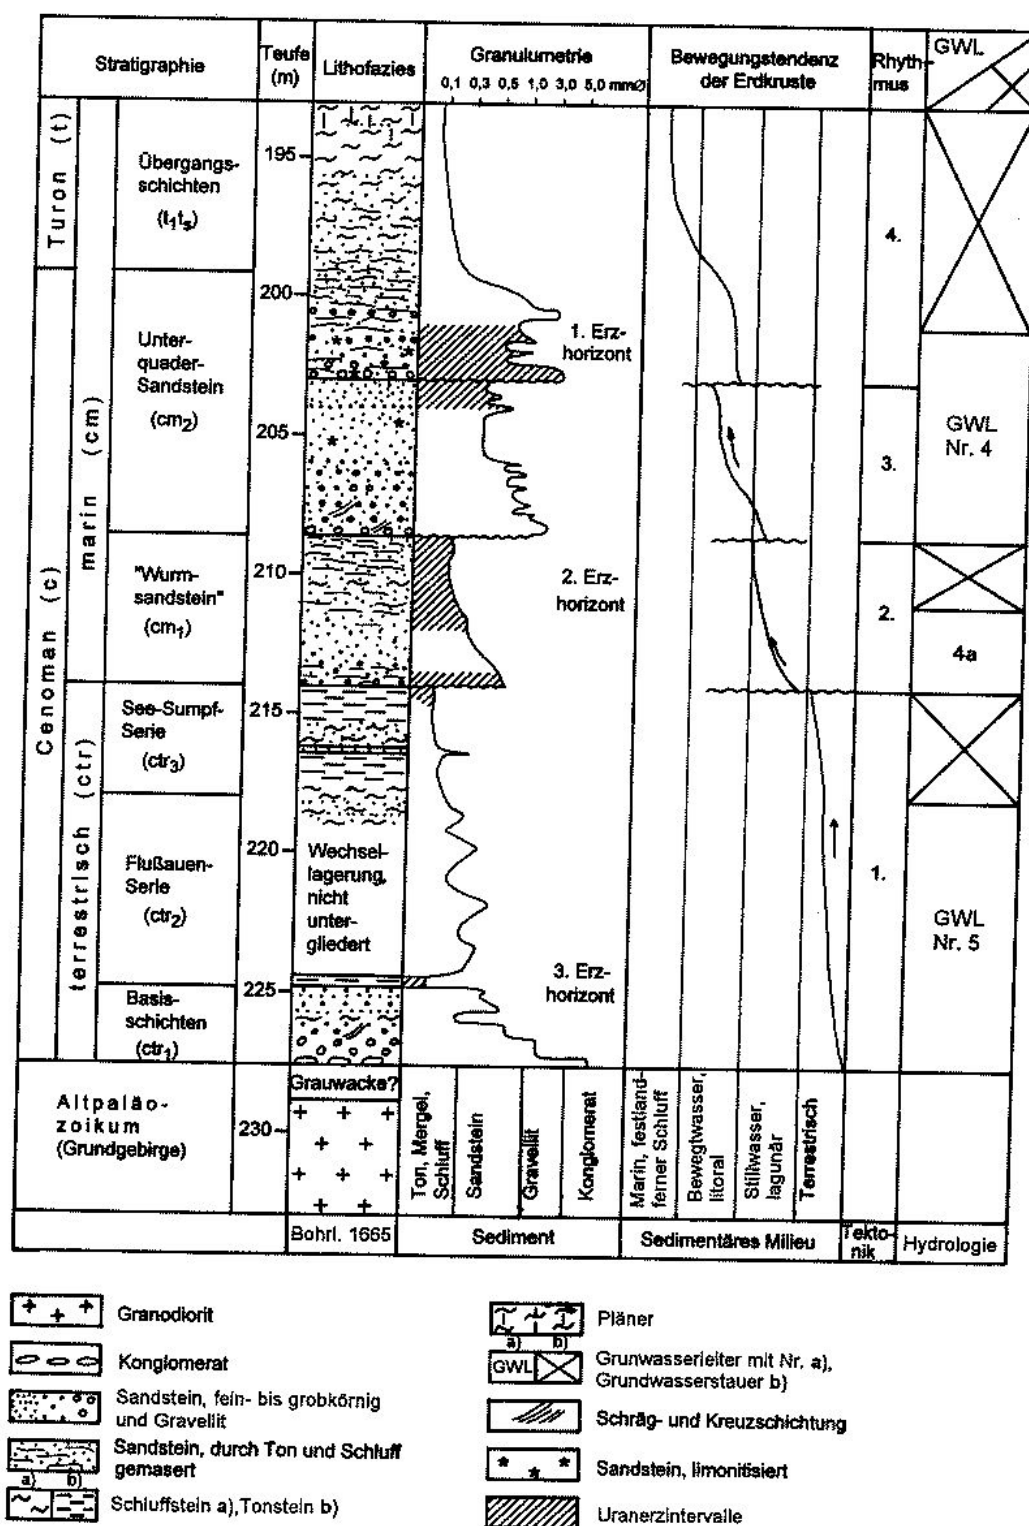 Stratigraphie
Teufe
(m)
Lithofazies
Granulumetrie
0,1 0,3 0,5 1,0 3,0 5,0 mmØ
Bewegungstendenz
der Erdkruste
Rhyth-
mus
GWL
Turon (t)
Cenoman (c)
marin (cm)
terrestrisch (ctr)
Übergangs-
schichten
(t₁tₛ)
Unter-
quader-
Sandstein
(cm₂)
"Wurm-
sandstein"
(cm₁)
See-Sumpf-
Serie
(ctr₃)
Flußauen-
Serie
(ctr₂)
Basis-
schichten
(ctr₁)
Altpaläo-
zoikum
(Grundgebirge)
195
200
205
210
215
220
225
230
Wechsel-
lagerung,
nicht
unter-
gliedert
Grauwacke?
1. Erz-
horizont
2. Erz-
horizont
3. Erz-
horizont
4.
3.
2.
1.
GWL
Nr. 4
4a
GWL
Nr. 5
Ton, Mergel,
Schluff
Sandstein
Gravellit
Konglomerat
Marin, festland-
ferner Schluff
Bewegtwasser,
litoral
Stillwasser,
lagunär
Terrestrisch
Bohrl. 1665
Sediment
Sedimentäres Milieu
Tekto-
nik
Hydrologie
Granodiorit
Konglomerat
Sandstein, fein- bis grobkörnig
und Gravellit
Sandstein, durch Ton und Schluff
gemasert
a) b)
Schluffstein a),Tonstein b)
Pläner
a) b)
GWL
Grunwasserleiter mit Nr. a),
Grundwasserstauer b)
Schräg- und Kreuzschichtung
Sandstein, limonitisiert
Uranerzintervalle